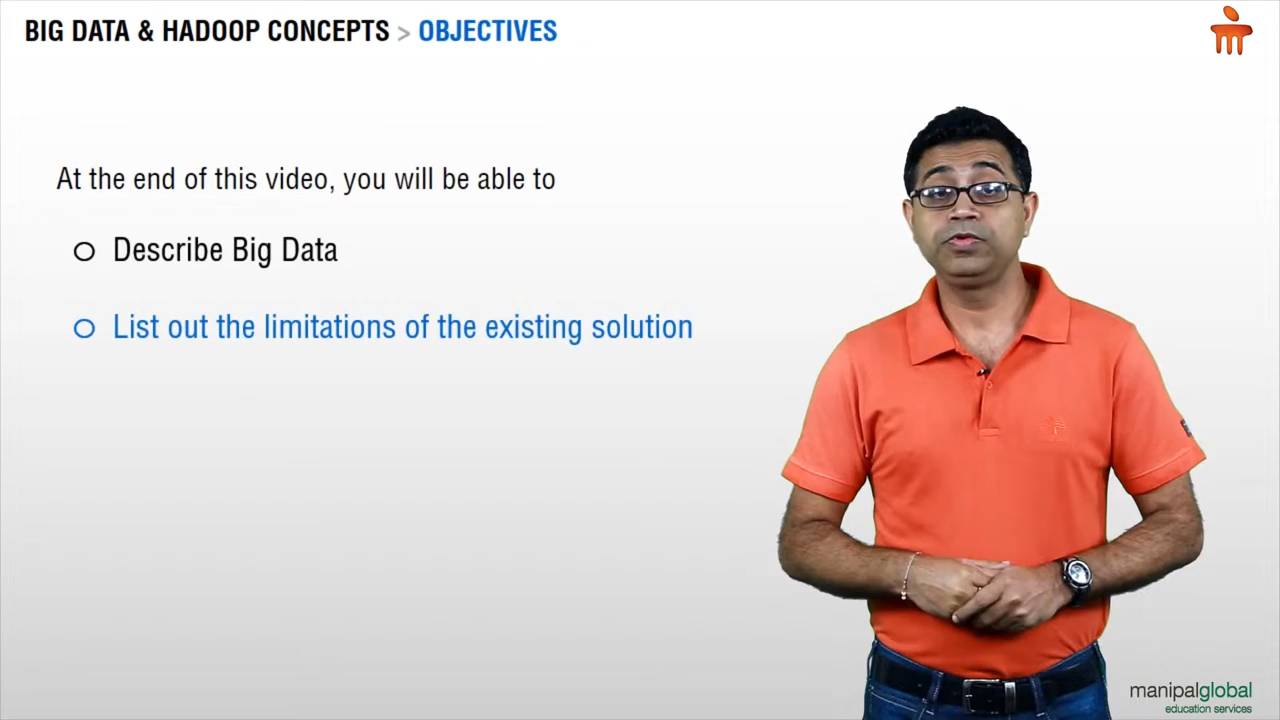 BIG DATA & HADOOP CONCEPTS > OBJECTIVES
At the end of this video, you will be able to
Describe Big Data
List out the limitations of the existing solution
manipalglobal
education services